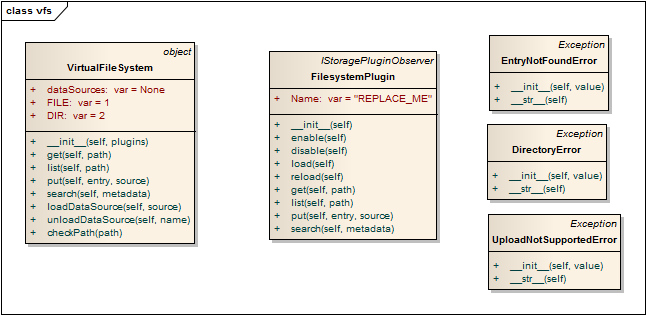 class vfs
object
VirtualFileSystem
+ dataSources: var = None
+ FILE: var = 1
+ DIR: var = 2
+ __init__(self, plugins)
+ get(self, path)
+ list(self, path)
+ put(self, entry, source)
+ search(self, metadata)
+ loadDataSource(self, source)
+ unloadDataSource(self, name)
+ checkPath(path)
IStoragePluginObserver
FilesystemPlugin
+ Name: var = "REPLACE_ME"
+ __init__(self)
+ enable(self)
+ disable(self)
+ load(self)
+ reload(self)
+ get(self, path)
+ list(self, path)
+ put(self, entry, source)
+ search(self, metadata)
Exception
EntryNotFoundError
+ __init__(self, value)
+ __str__(self)
Exception
DirectoryError
+ __init__(self, value)
+ __str__(self)
Exception
UploadNotSupportedError
+ __init__(self, value)
+ __str__(self)